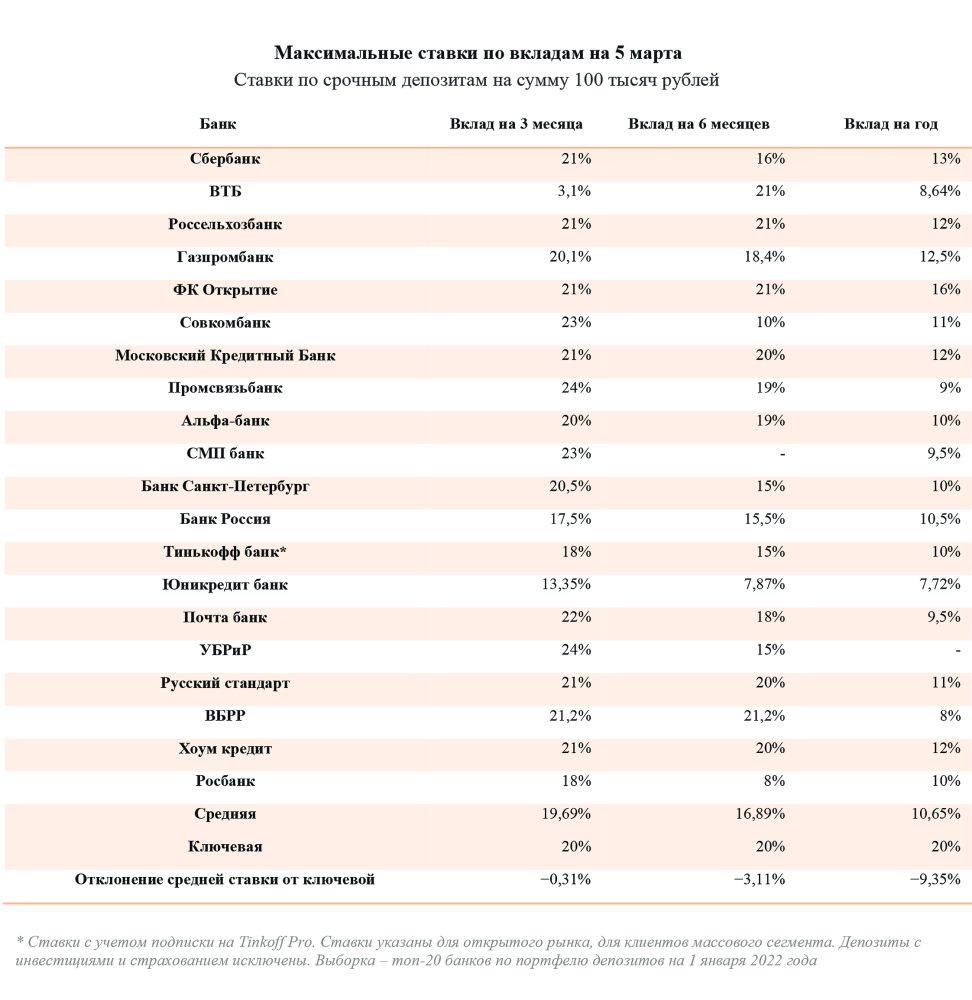 Максимальные ставки по вкладам на 5 марта
Ставки по срочным депозитам на сумму 100 тысяч рублей
Банк Вклад на 3 месяца Вклад на 6 месяцев Вклад на год
Сбербанк 21% 16% 13%
ВТБ 3,1% 21% 8,64%
Россельхозбанк 21% 21% 12%
Газпромбанк 20,1% 18,4% 12,5%
ФК Открытие 21% 21% 16%
Совкомбанк 23% 10% 11%
Московский Кредитный Банк 21% 20% 12%
Промсвязьбанк 24% 19% 9%
Альфа-банк 20% 19% 10%
СМП банк 23% - 9,5%
Банк Санкт-Петербург 20,5% 15% 10%
Банк Россия 17,5% 15,5% 10,5%
Тинькофф банк* 18% 15% 10%
Юникредит банк 13,35% 7,87% 7,72%
Почта банк 22% 18% 9,5%
УБРиР 24% 15% -
Русский стандарт 21% 20% 11%
ВБРР 21,2% 21,2% 8%
Хоум кредит 21% 20% 12%
Росбанк 18% 8% 10%
Средняя 19,69% 16,89% 10,65%
Ключевая 20% 20% 20%
Отклонение средней ставки от ключевой −0,31% −3,11% −9,35%
* Ставки с учетом подписки на Tinkoff Pro. Ставки указаны для открытого рынка, для клиентов массового сегмента. Депозиты с
инвестициями и страхованием исключены. Выборка – топ-20 банков по портфелю депозитов на 1 января 2022 года